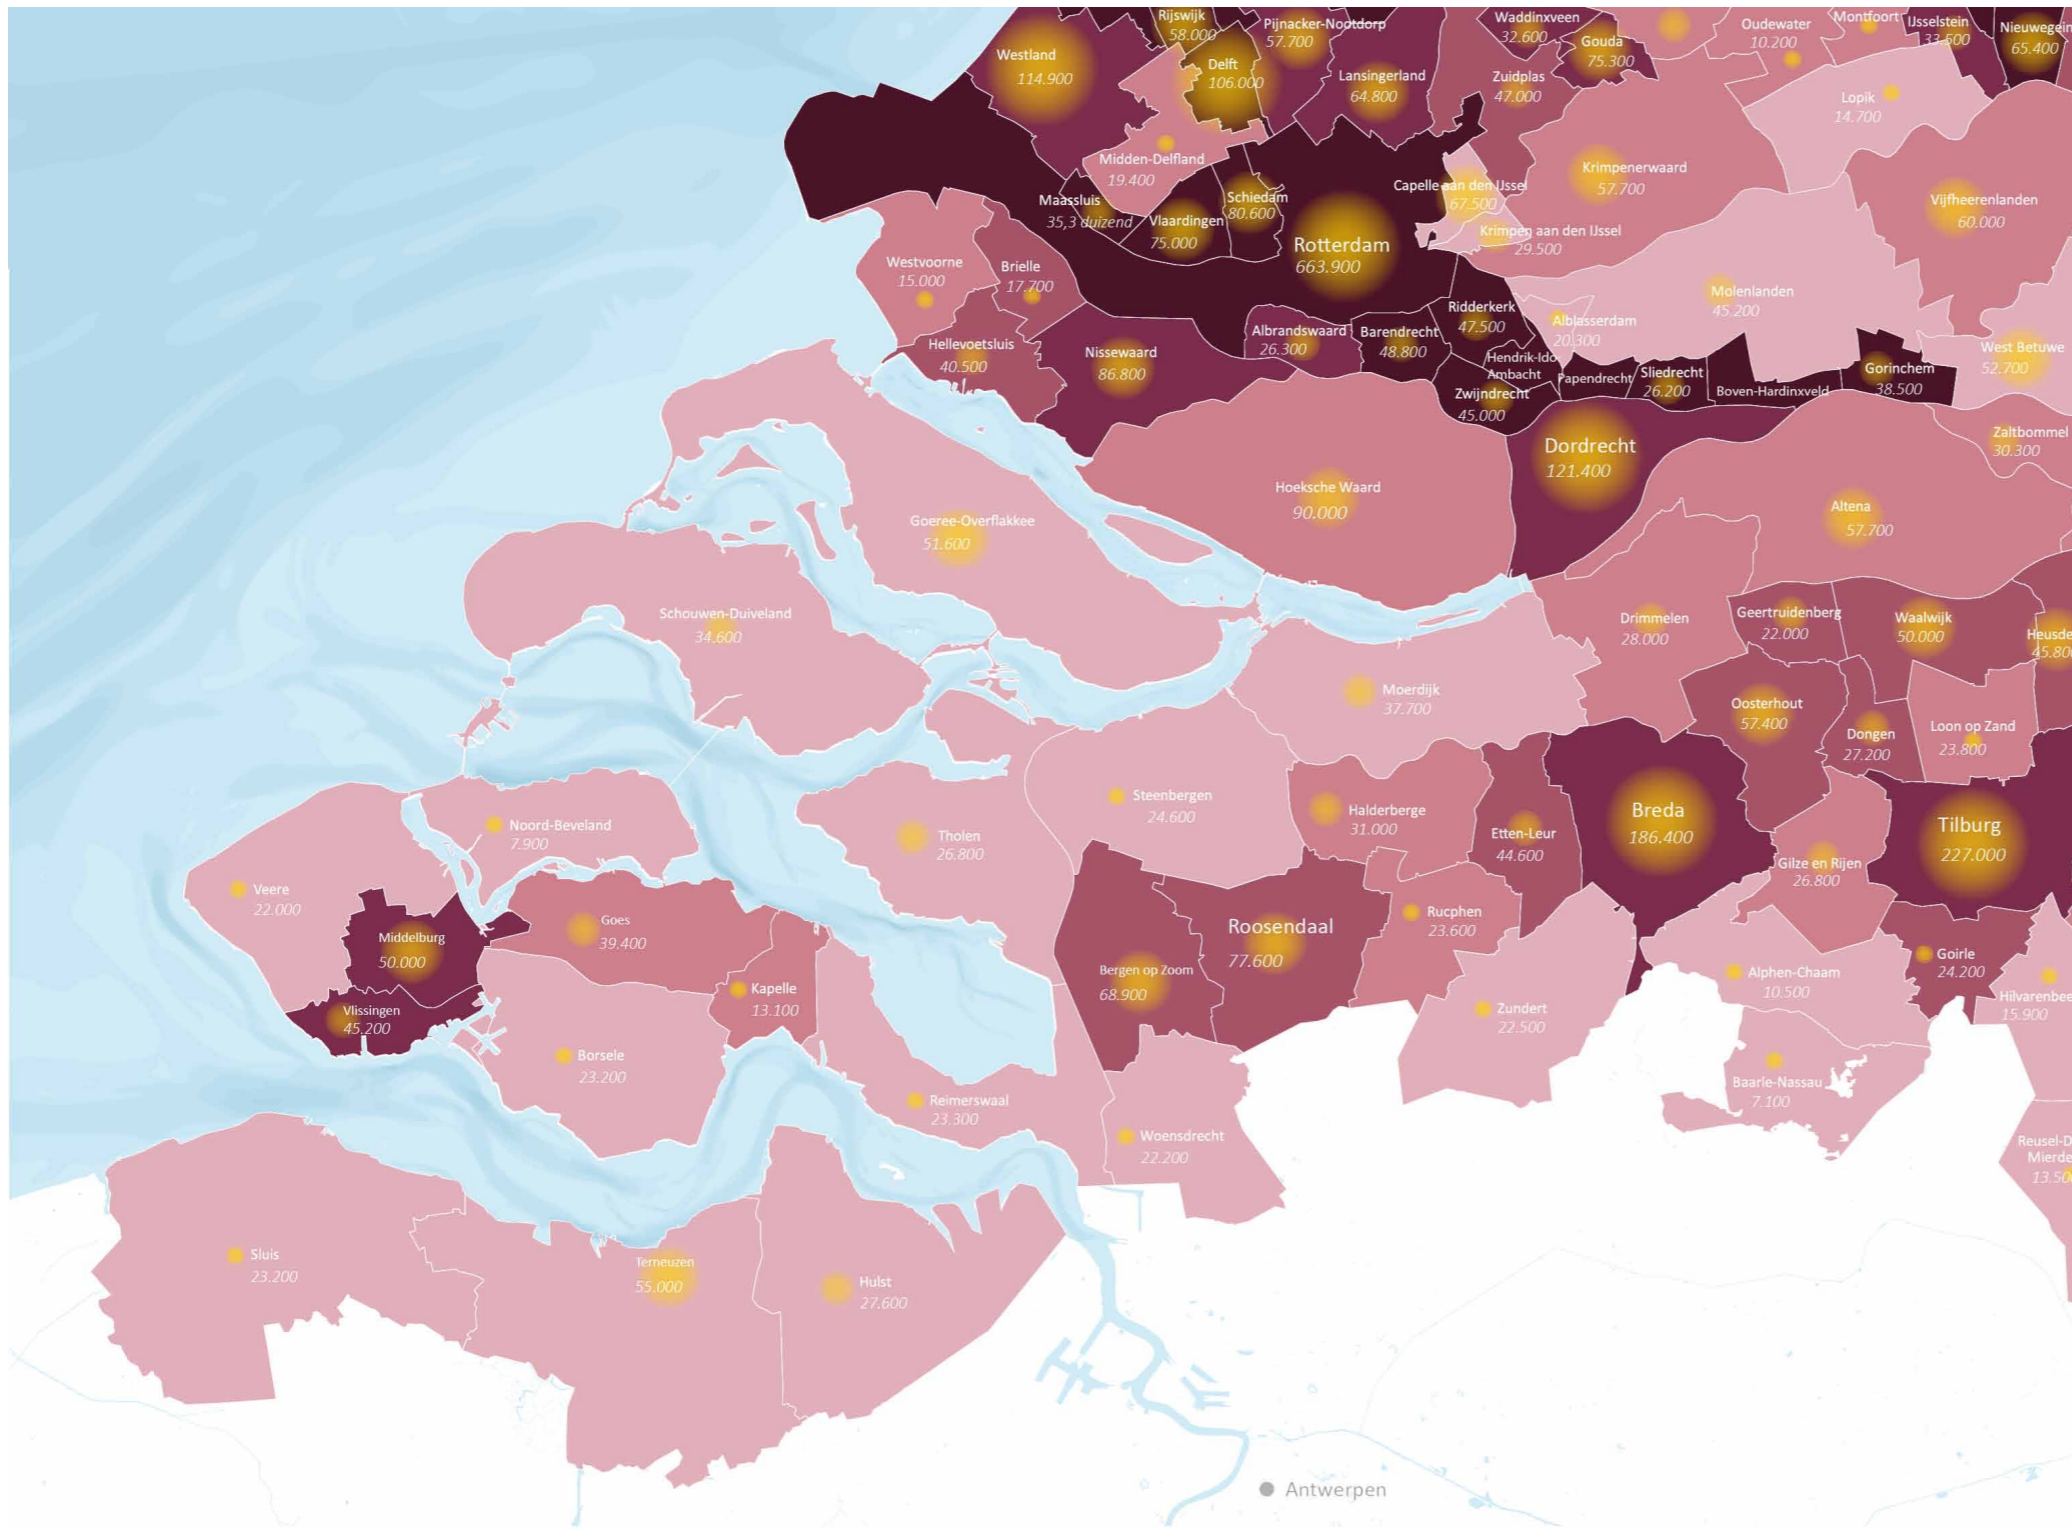 Rijswijk
58.000
Pijnacker-Nootdorp
57.700
Waddinxveen
32.600
Gouda
75.300
Oudewater
10.200
Montfoort
IJsselstein
33.500
Nieuwegein
65.400
Westland
114.900
Delft
106.000
Lansingerland
64.800
Zuidplas
47.000
Lopik
14.700
Midden-Delfland
19.400
Krimpenerwaard
57.700
Capelle aan den IJssel
67.500
Vijfheerenlanden
60.000
Maassluis
35,3 duizend
Vlaardingen
75.000
Schiedam
80.600
Rotterdam
663.900
Krimpen aan den IJssel
29.500
Westvoorne
15.000
Brielle
17.700
Molenlanden
45.200
Ridderkerk
47.500
Alblasserdam
20.300
Hellevoetsluis
40.500
Nissewaard
86.800
Albrandswaard
26.300
Barendrecht
48.800
Hendrik-Ido-
Ambacht
Papendrecht
Sliedrecht
26.200
Boven-Hardinxveld
Gorinchem
38.500
West Betuwe
52.700
Zwijndrecht
45.000
Dordrecht
121.400
Zaltbommel
30.300
Hoeksche Waard
90.000
Altena
57.700
Goeree-Overflakkee
51.600
Schouwen-Duiveland
34.600
Drimmelen
28.000
Geertruidenberg
22.000
Waalwijk
50.000
Heusde
45.800
Moerdijk
37.700
Oosterhout
57.400
Dongen
27.200
Loon op Zand
23.800
Steenbergen
24.600
Halderberge
31.000
Etten-Leur
44.600
Breda
186.400
Tilburg
227.000
Noord-Beveland
7.900
Tholen
26.800
Gilze en Rijen
26.800
Veere
22.000
Middelburg
50.000
Goes
39.400
Roosendaal
77.600
Rucphen
23.600
Goirle
24.200
Bergen op Zoom
68.900
Kapelle
13.100
Alphen-Chaam
10.500
Hilvarenbee
15.900
Vlissingen
45.200
Zundert
22.500
Borsele
23.200
Baarle-Nassau
7.100
Reimerswaal
23.300
Woensdrecht
22.200
Reusel-D
Mierde
13.500
Sluis
23.200
Terneuzen
55.000
Hulst
27.600
Antwerpen